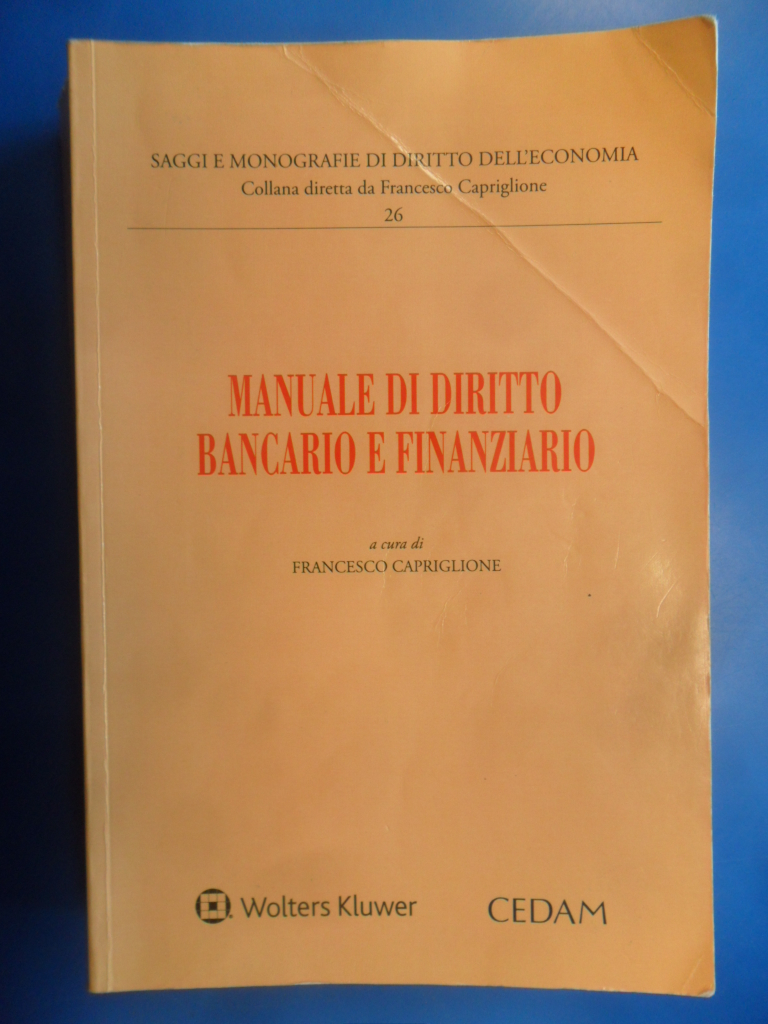 SAGGI E MONOGRAFIE DI DIRITTO DELL'ECONOMIA
Collana diretta da Francesco Capriglione
26
MANUALE DI DIRITTO
BANCARIO E FINANZIARIO
a cura di
FRANCESCO CAPRIGLIONE
Wolters Kluwer
CEDAM